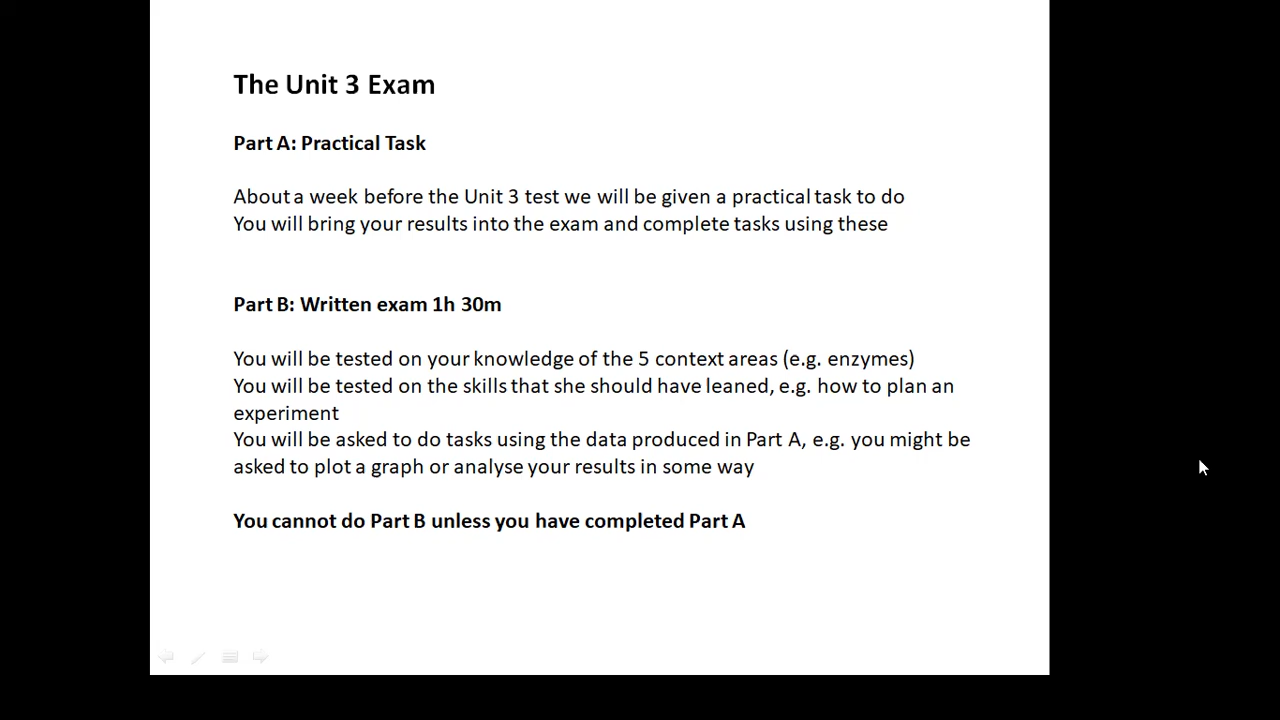 The Unit 3 Exam
Part A: Practical Task
About a week before the Unit 3 test we will be given a practical task to do
You will bring your results into the exam and complete tasks using these
Part B: Written exam 1h 30m
You will be tested on your knowledge of the 5 context areas (e.g. enzymes)
You will be tested on the skills that she should have leaned, e.g. how to plan an
experiment
You will be asked to do tasks using the data produced in Part A, e.g. you might be
asked to plot a graph or analyse your results in some way
You cannot do Part B unless you have completed Part A